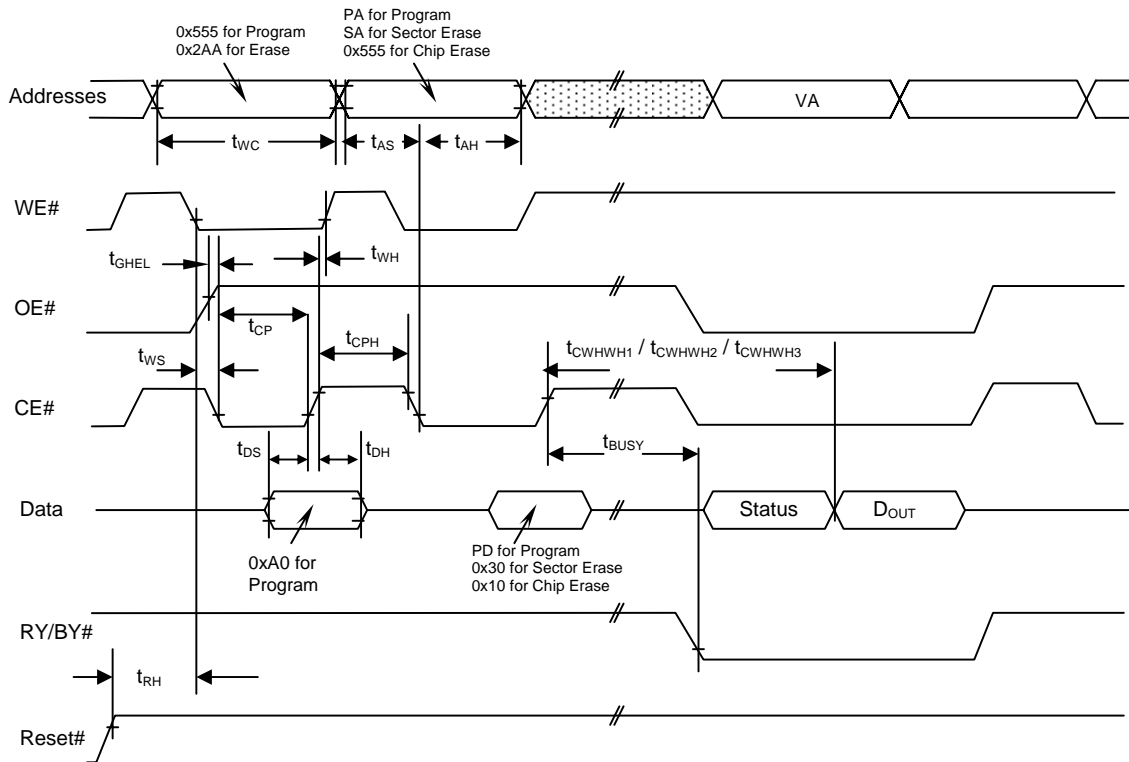 0x555 for Program
0x2AA for Erase
PA for Program
SA for Sector Erase
0x555 for Chip Erase
Addresses
VA
tWC
tAS
tAH
WE#
tGHEL
tWH
OE#
tCP
tCPH
tWS
tCWHWH1 / tCWHWH2 / tCWHWH3
CE#
tBUSY
tDS
tDH
Data
Status
DOUT
0xA0 for
Program
PD for Program
0x30 for Sector Erase
0x10 for Chip Erase
RY/BY#
tRH
Reset#